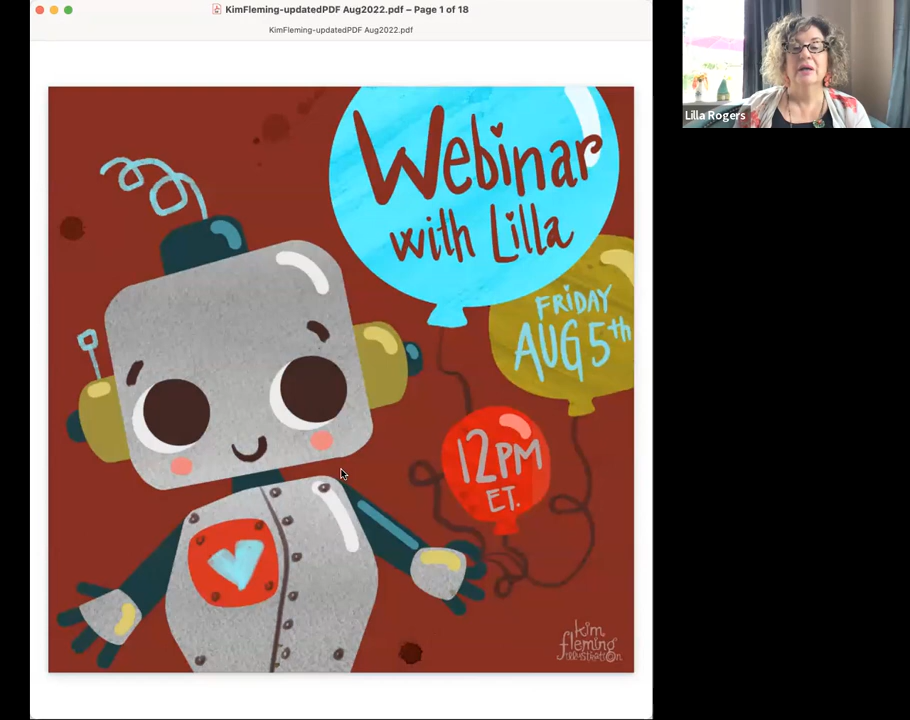 KimFleming-updatedPDF Aug2022.pdf – Page 1 of 18
KimFleming-updatedPDF Aug2022.pdf
Lilla Rogers
Webinar
with Lilla
FRIDAY
AUG 5th
12PM
ET.
kim
fleming
illustration